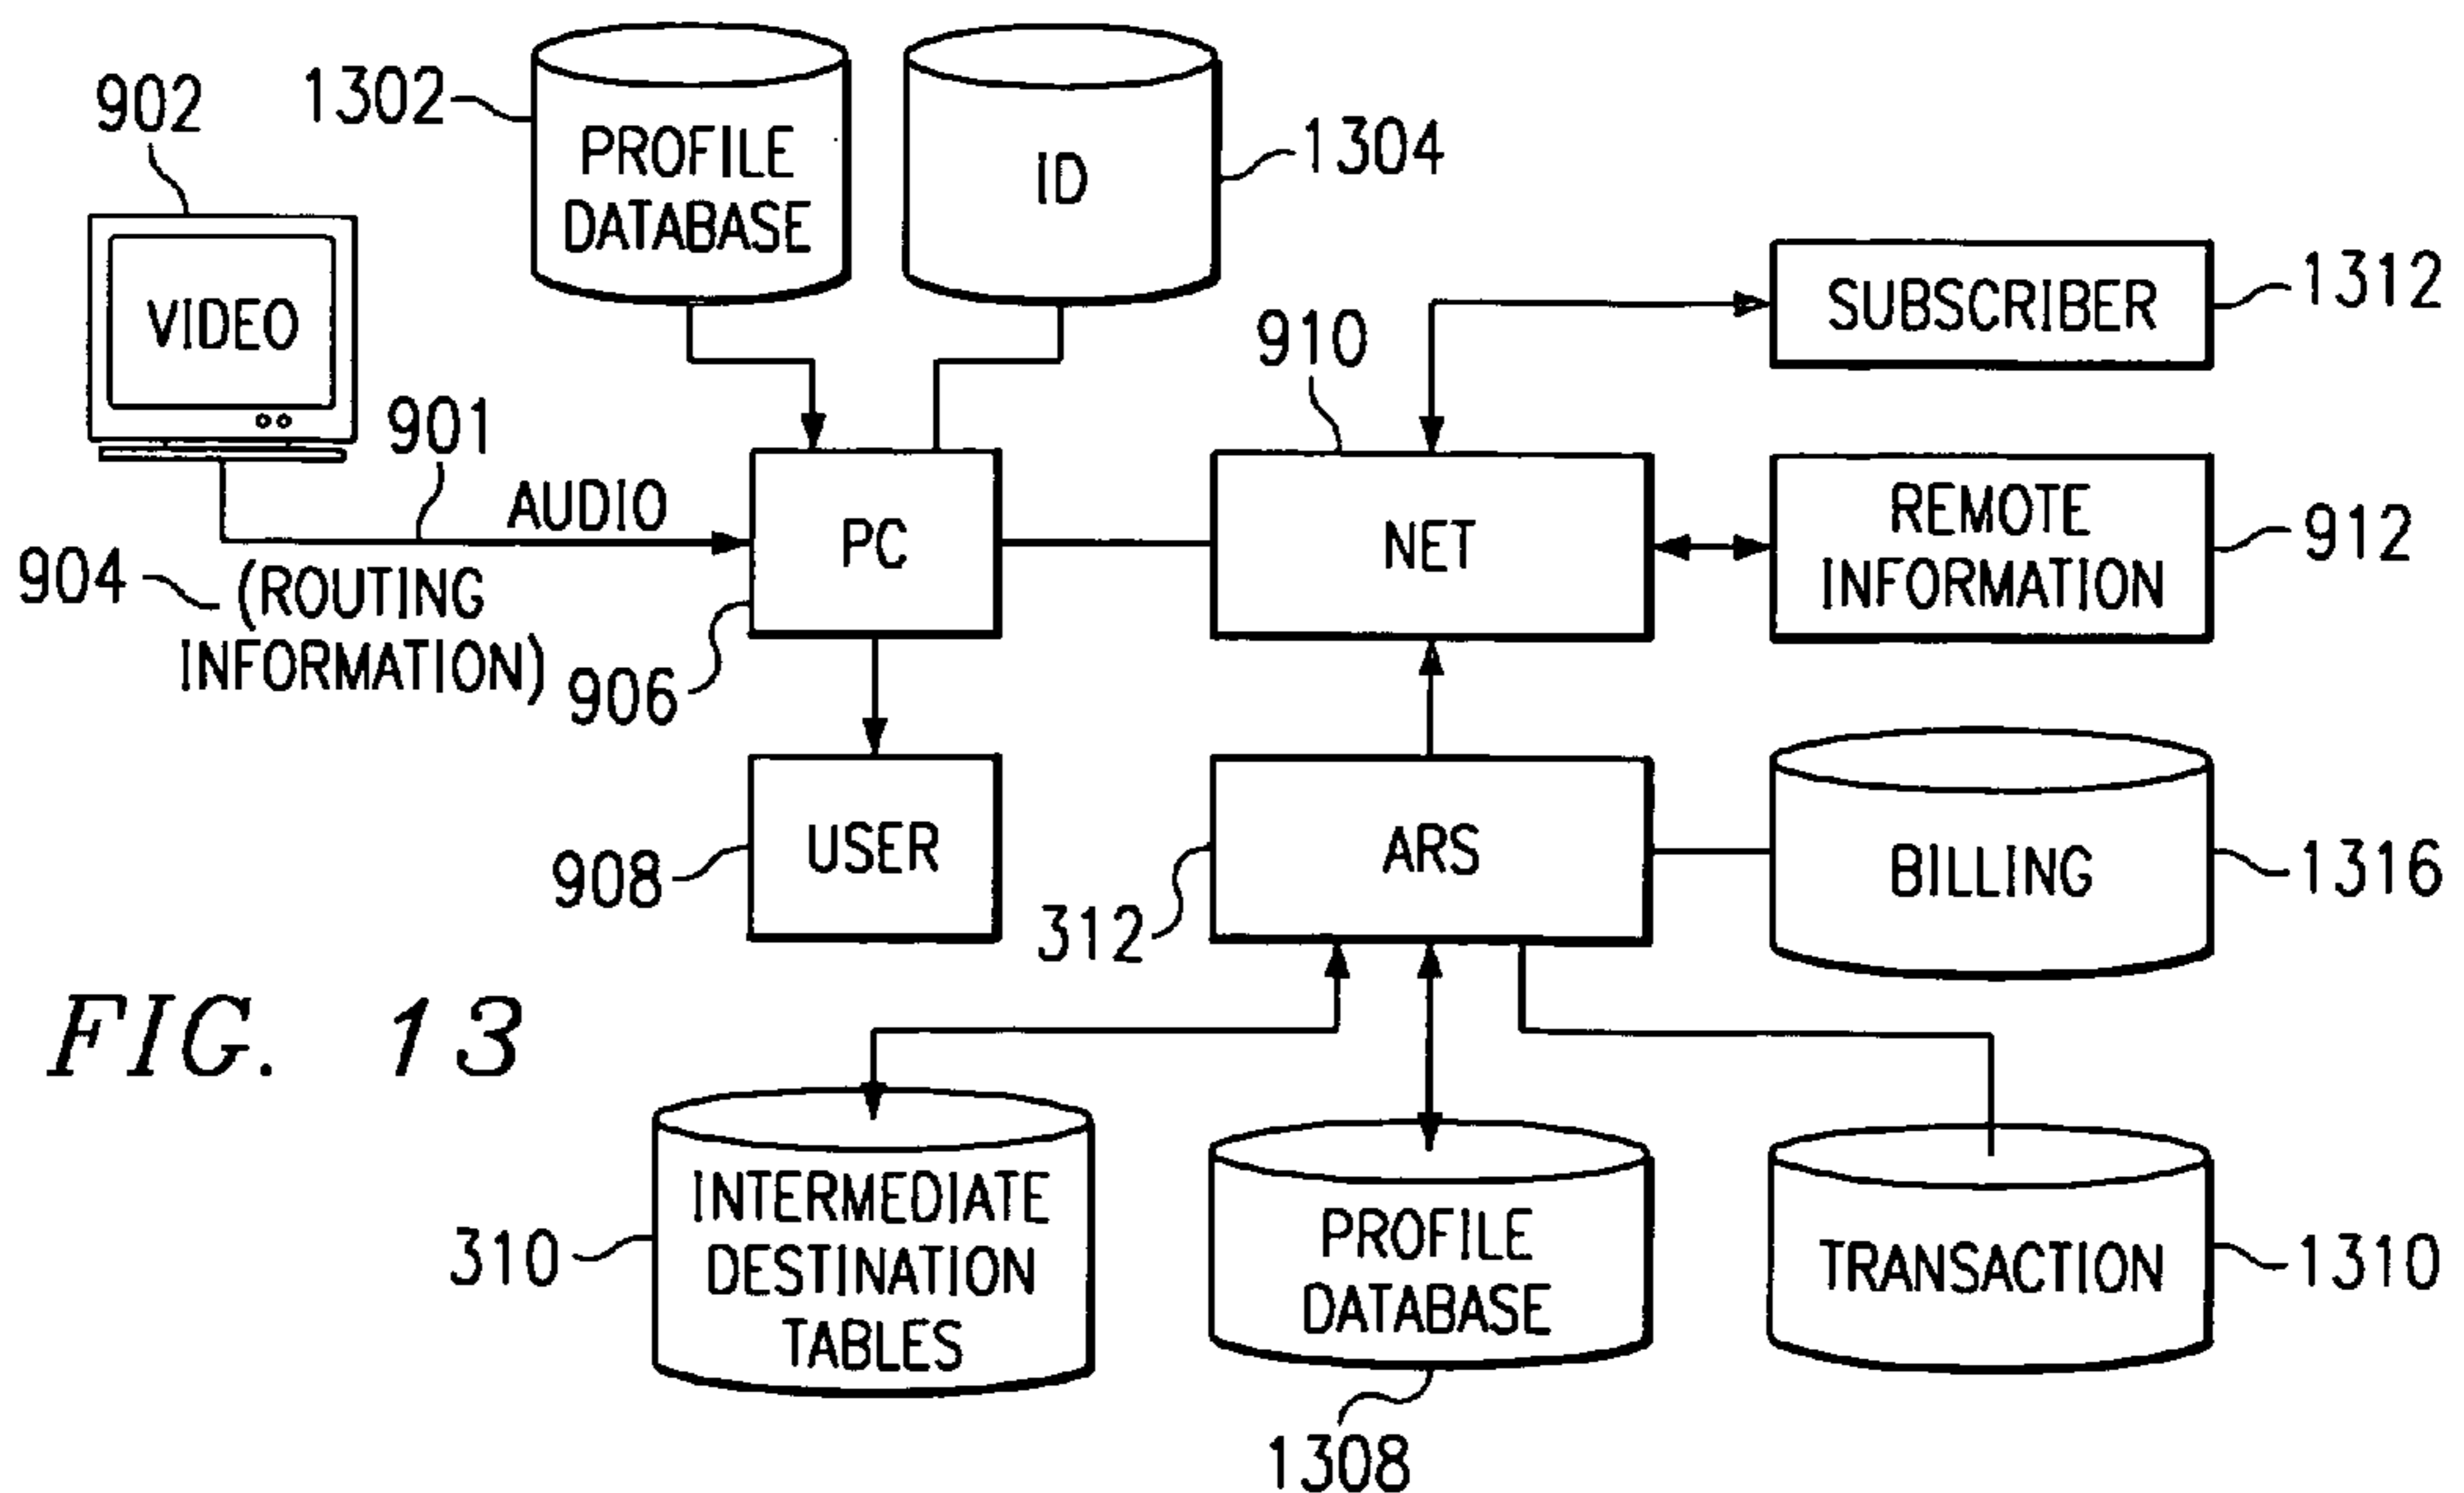 902
1302
PROFILE
DATABASE
ID
1304
VIDEO
901
AUDIO
904
(ROUTING
INFORMATION)
906
PC
910
NET
SUBSCRIBER
1312
REMOTE
INFORMATION
912
908
USER
312
ARS
BILLING
1316
FIG. 13
310
INTERMEDIATE
DESTINATION
TABLES
PROFILE
DATABASE
1308
TRANSACTION
1310